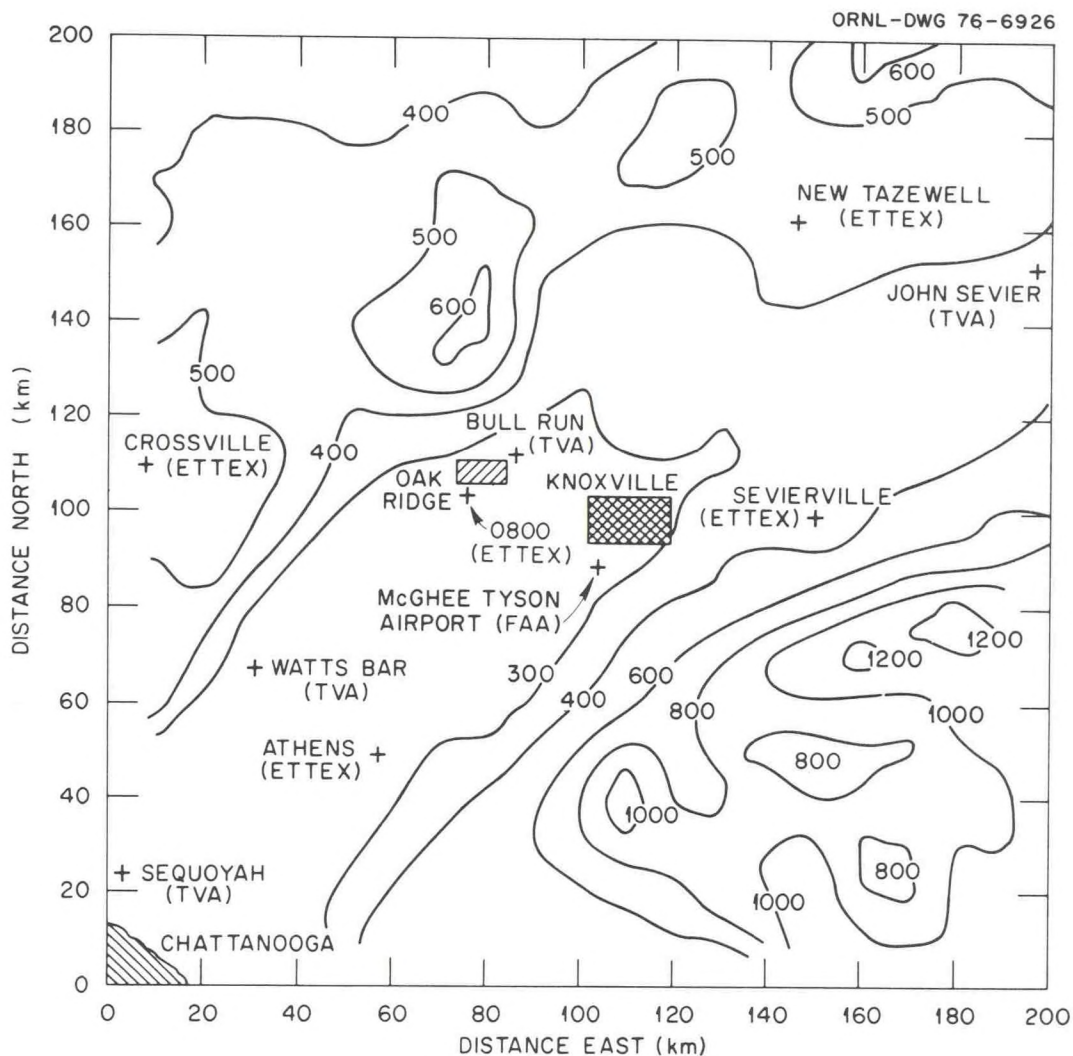 ORNL-DWG 76-6926
200
180
160
140
120
100
80
60
40
20
0
DISTANCE NORTH (km)
600
500
400
500
500
NEW TAZEWELL
(ETTEX)
500
600
JOHN SEVIER
(TVA)
500
400
BULL RUN
(TVA)
CROSSVILLE
(ETTEX)
OAK
RIDGE
KNOXVILLE
SEVIERVILLE
(ETTEX)
0800
(ETTEX)
McGHEE TYSON
AIRPORT (FAA)
1200
1200
WATTS BAR
(TVA)
300
600
400
800
1000
ATHENS
(ETTEX)
800
1000
SEQUOYAH
(TVA)
800
1000
CHATTANOOGA
0
20
40
60
80
100
120
140
160
180
200
DISTANCE EAST (km)